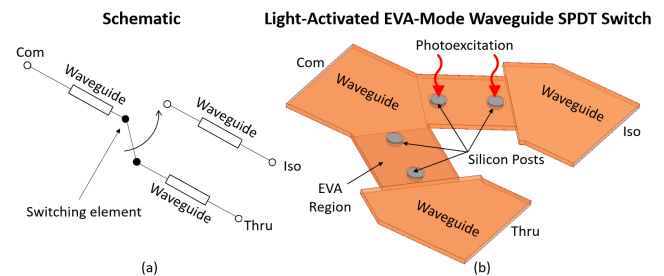 Schematic
Com
Waveguide
Waveguide
Iso
Switching element
Waveguide
Thru
(a)
Light-Activated EVA-Mode Waveguide SPDT Switch
Photoexcitation
Com
Waveguide
Waveguide
Iso
Silicon Posts
EVA
Region
Waveguide
Thru
(b)